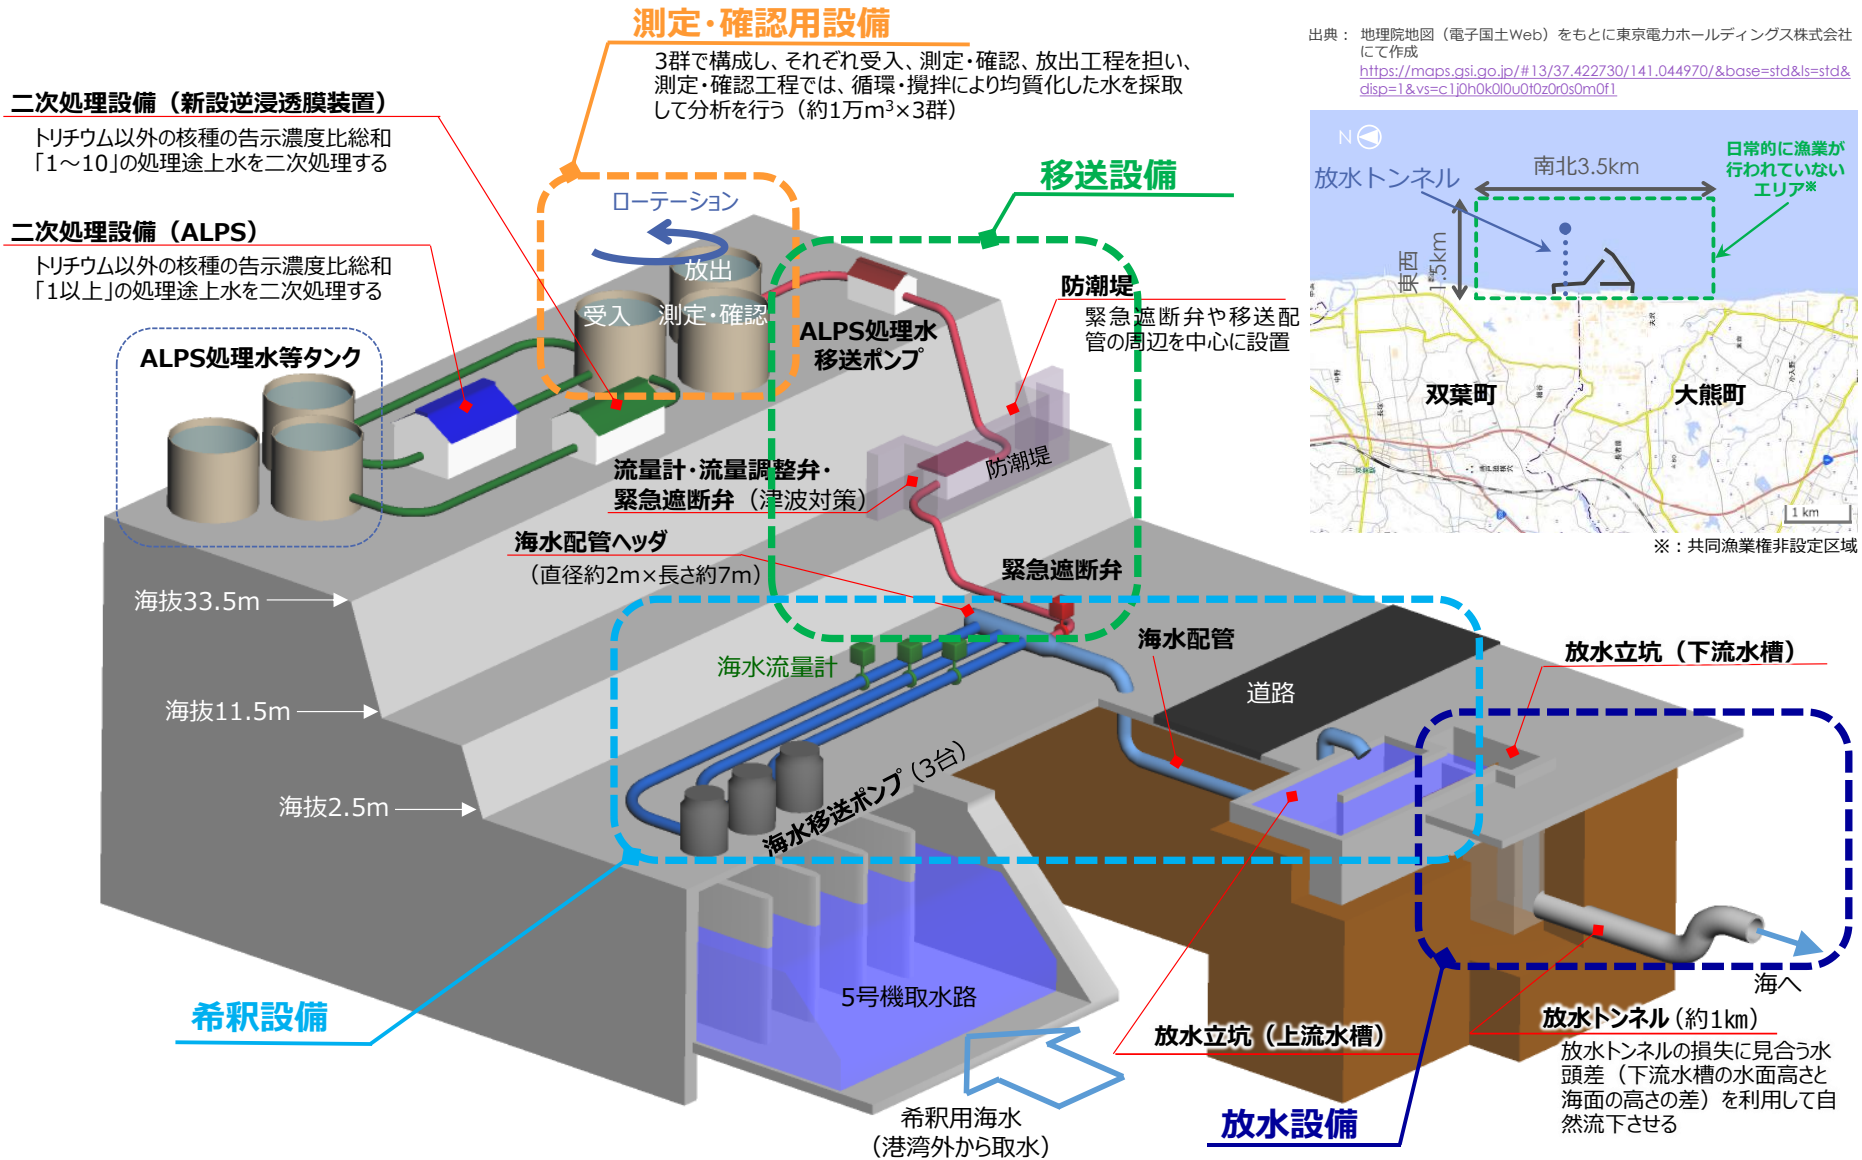 測定・確認用設備
3群で構成し、それぞれ受入、測定・確認、放出工程を担い、
測定・確認工程では、循環・攪拌により均質化した水を採取
して分析を行う（約1万m³×3群）
二次処理設備（新設逆浸透膜装置）
トリチウム以外の核種の告示濃度比総和
「1～10」の処理途上水を二次処理する
二次処理設備（ALPS）
トリチウム以外の核種の告示濃度比総和
「1以上」の処理途上水を二次処理する
ALPS処理水等タンク
ローテーション
放出
受入
測定・確認
移送設備
ALPS処理水
移送ポンプ
防潮堤
緊急遮断弁や移送配
管の周辺を中心に設置
防潮堤
流量計・流量調整弁・
緊急遮断弁（津波対策）
海水配管ヘッダ
（直径約2m×長さ約7m）
緊急遮断弁
海抜33.5m
海抜11.5m
海抜2.5m
海水流量計
海水配管
道路
海水移送ポンプ（3台）
5号機取水路
希釈設備
希釈用海水
（港湾外から取水）
放水立坑（下流水槽）
放水立坑（上流水槽）
海へ
放水トンネル（約1km）
放水トンネルの損失に見合う水
頭差（下流水槽の水面高さと
海面の高さの差）を利用して自
然流下させる
放水設備
出典： 地理院地図（電子国土Web）をもとに東京電力ホールディングス株式会社
にて作成
https://maps.gsi.go.jp/#13/37.422730/141.044970/&base=std&ls=std&
disp=1&vs=c1j0h0k0l0u0t0z0r0s0m0f1
N
南北3.5km
日常的に漁業が
行われていない
エリア※
放水トンネル
東西
1.5km
双葉町
大熊町
1 km
※：共同漁業権非設定区域